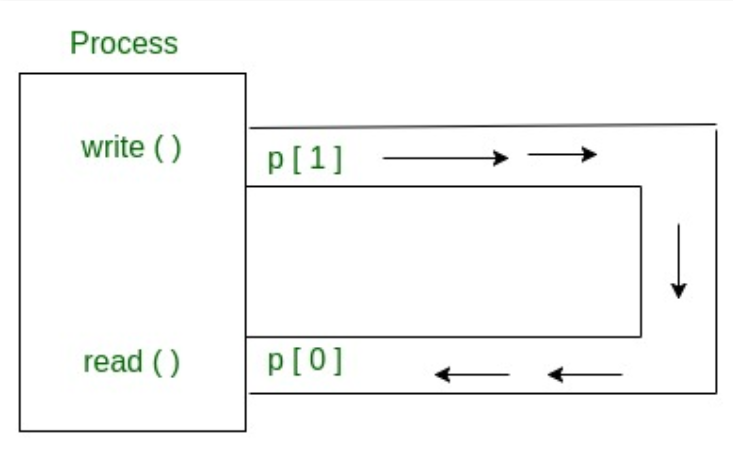 Process
write ( )
p [ 1 ]
read ( )
p [ 0 ]